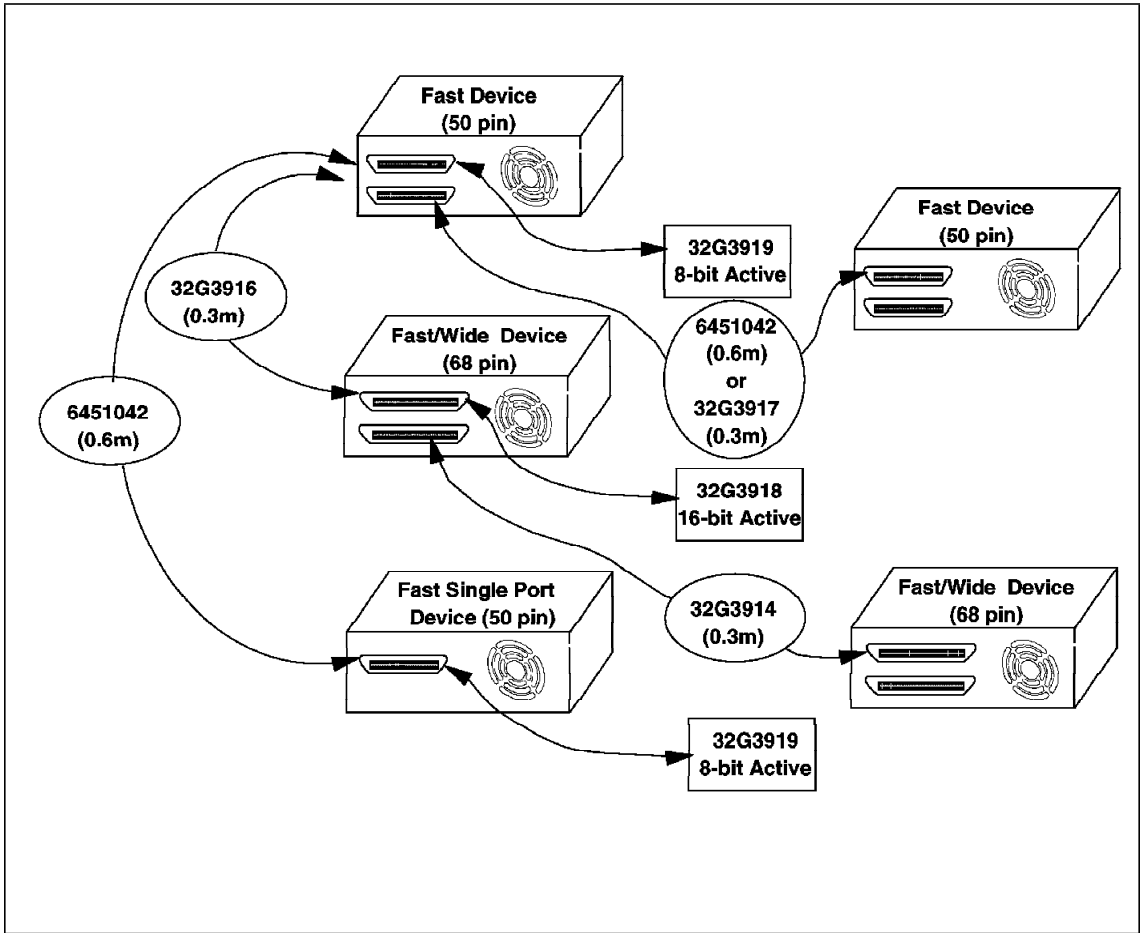 Fast Device
(50 pin)
Fast Device
(50 pin)
32G3919
8-bit Active
32G3916
(0.3m)
6451042
(0.6m)
or
32G3917
(0.3m)
Fast/Wide Device
(68 pin)
6451042
(0.6m)
32G3918
16-bit Active
Fast Single Port
Device (50 pin)
32G3914
(0.3m)
Fast/Wide Device
(68 pin)
32G3919
8-bit Active